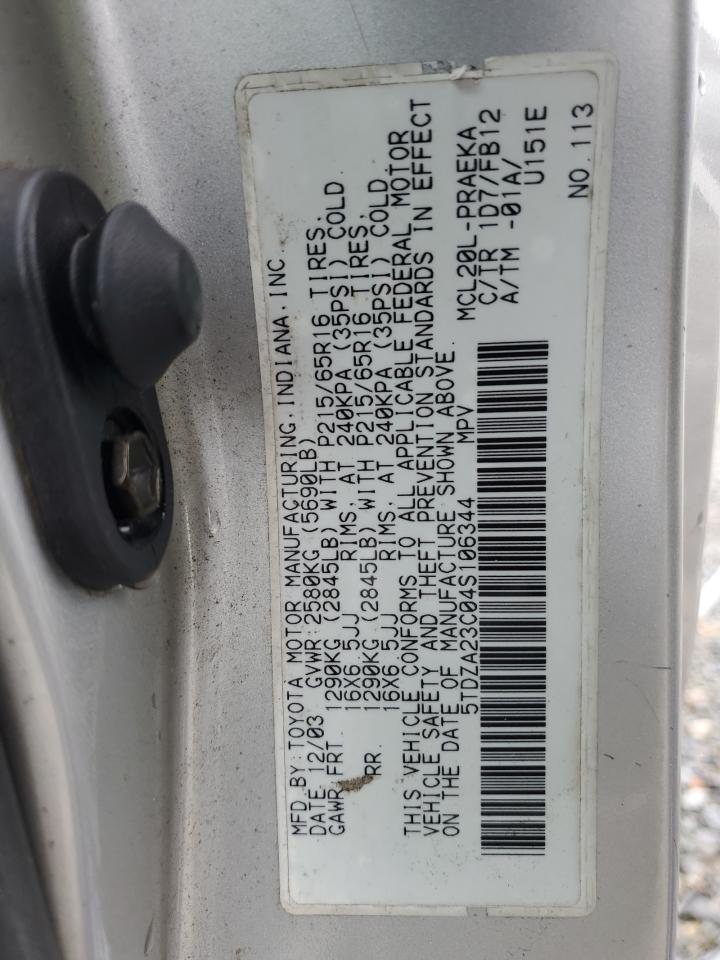 MFD.BY:TOYOTA MOTOR MANUFACTURING,INDIANA,INC.
DATE 12/03 GVWR:2580KG (5690LB)
GAWR:FRT. 1290KG (2845LB) WITH P215/65R16 TIRES,
16X6.5JJ RIMS, AT 240KPA (35PSI) COLD.
RR. 1290KG (2845LB) WITH P215/65R16 TIRES,
16X6.5JJ RIMS, AT 240KPA (35PSI) COLD.
THIS VEHICLE CONFORMS TO ALL APPLICABLE FEDERAL MOTOR
VEHICLE SAFETY AND THEFT PREVENTION STANDARDS IN EFFECT
ON THE DATE OF MANUFACTURE SHOWN ABOVE.
5TDZA23C04S106344 MPV
MCL20L-PRAEKA
C/TR 1D7/FB12
A/TM -01A/
U151E
NO.113